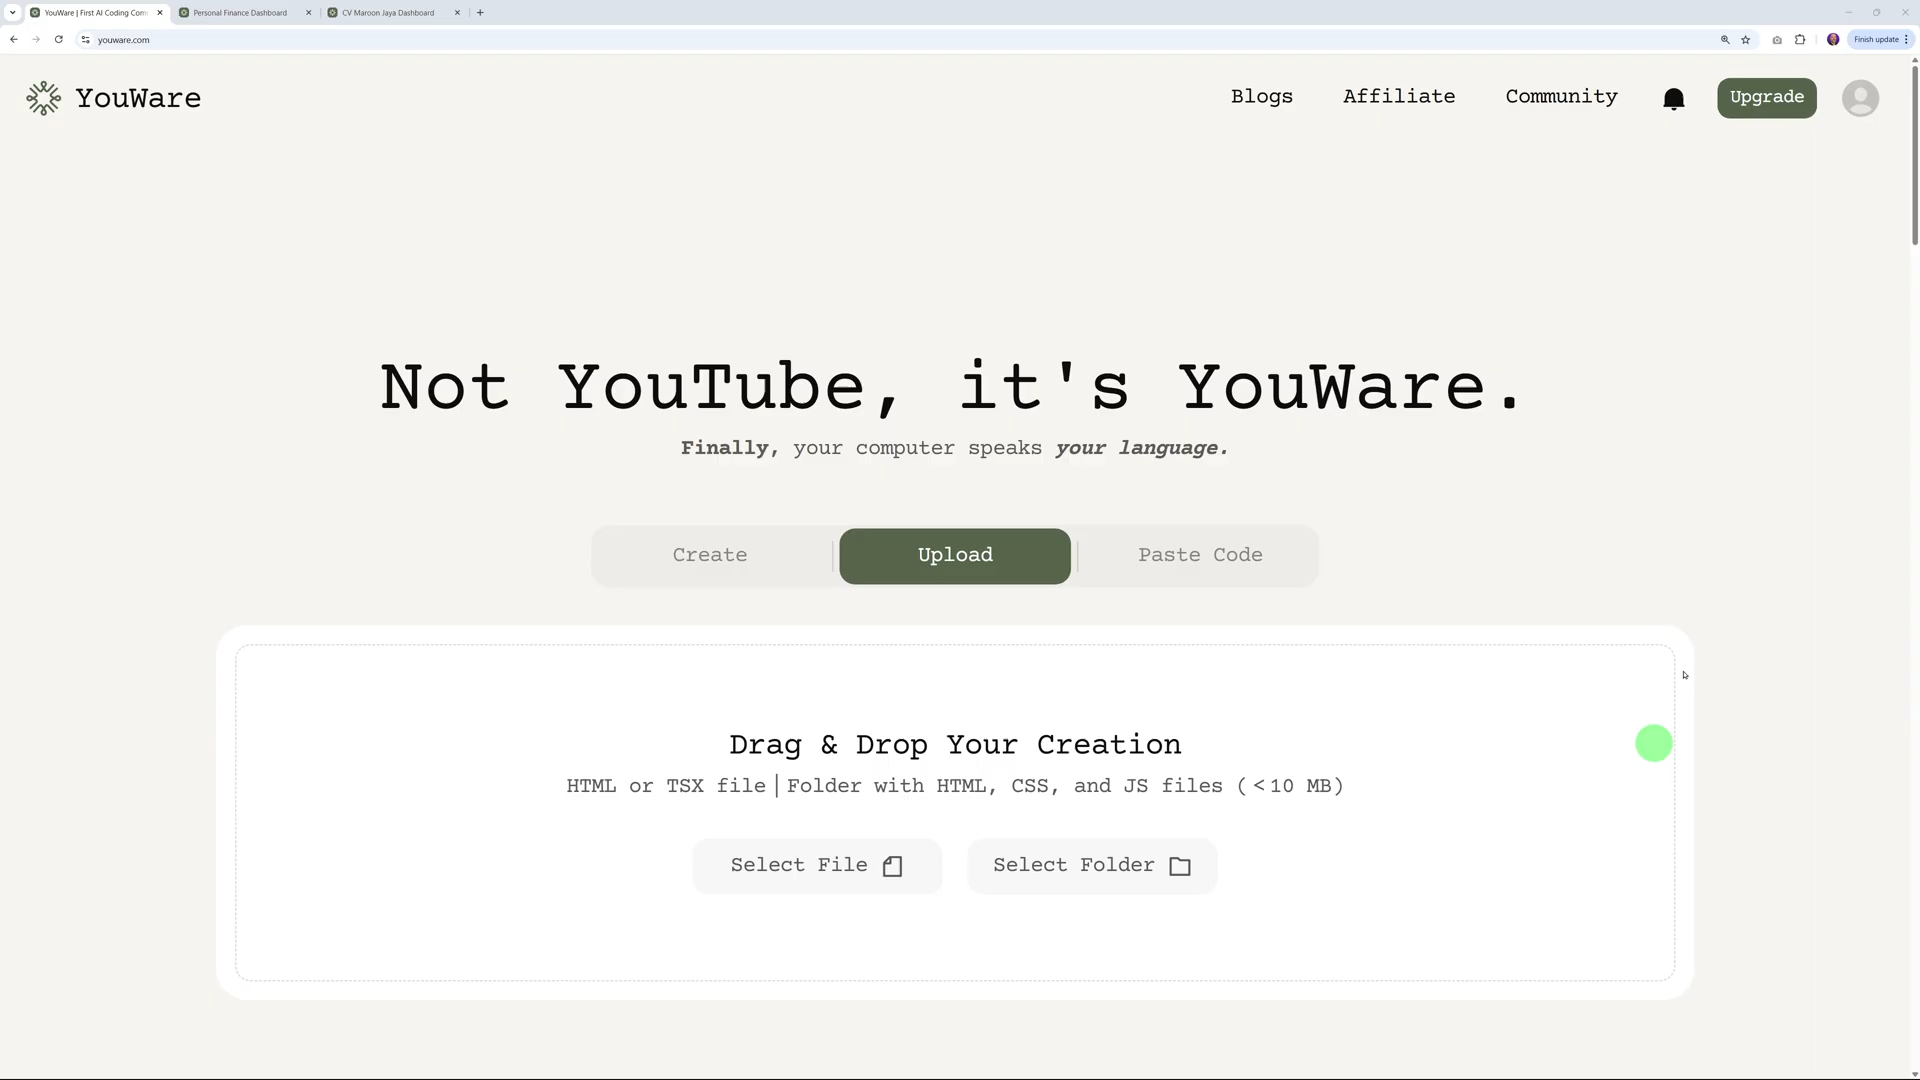 YouWare | First AI Coding Com
Personal Finance Dashboard
CV Maroon Jaya Dashboard
youware.com
Finish update
YouWare
Blogs
Affiliate
Community
Upgrade
Not YouTube, it's YouWare.
Finally, your computer speaks your language.
Create
Upload
Paste Code
Drag & Drop Your Creation
HTML or TSX file | Folder with HTML, CSS, and JS files (<10 MB)
Select File
Select Folder